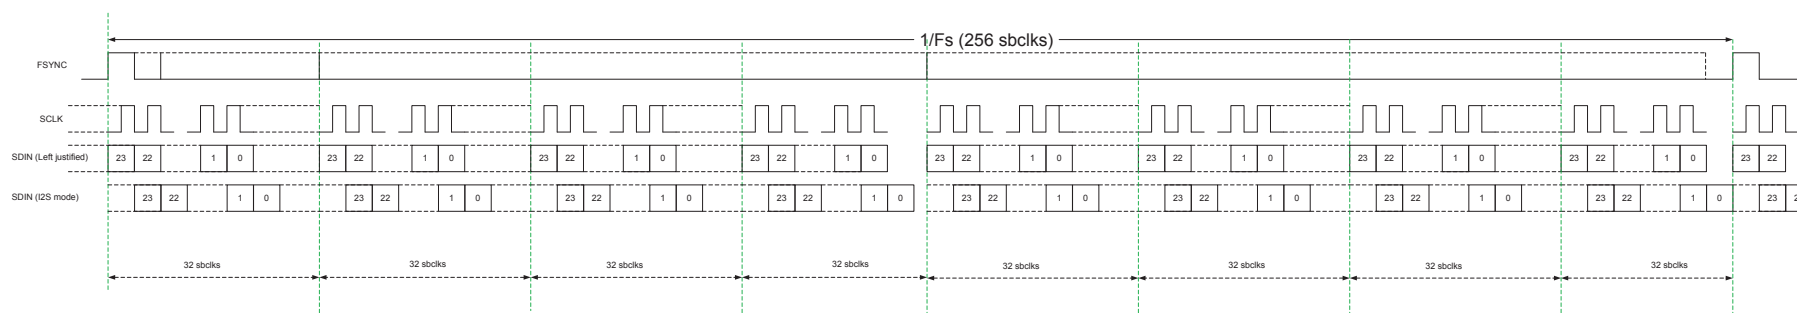 1/Fs (256 sbclks)
FSYNC
SCLK
SDIN (Left justified) 23 22 1 0 23 22 1 0 23 22 1 0 23 22 1 0 23 22 1 0 23 22 1 0 23 22 1 0 23 22 1 0 23 22
SDIN (I2S mode) 23 22 1 0 23 22 1 0 23 22 1 0 23 22 1 0 23 22 1 0 23 22 1 0 23 22 1 0 23 22 1 0 23
32 sbclks 32 sbclks 32 sbclks 32 sbclks 32 sbclks 32 sbclks 32 sbclks 32 sbclks